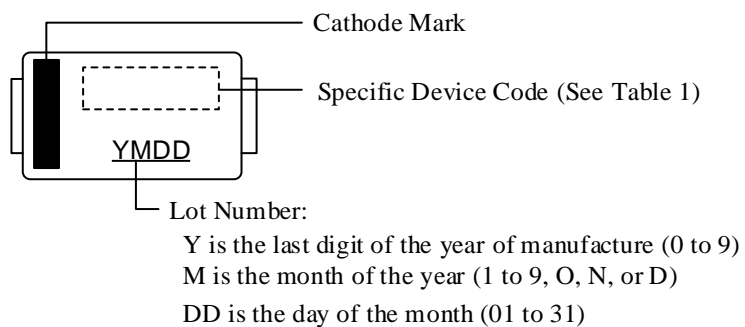 Cathode Mark
Specific Device Code (See Table 1)
YMDD
Lot Number:
Y is the last digit of the year of manufacture (0 to 9)
M is the month of the year (1 to 9, O, N, or D)
DD is the day of the month (01 to 31)